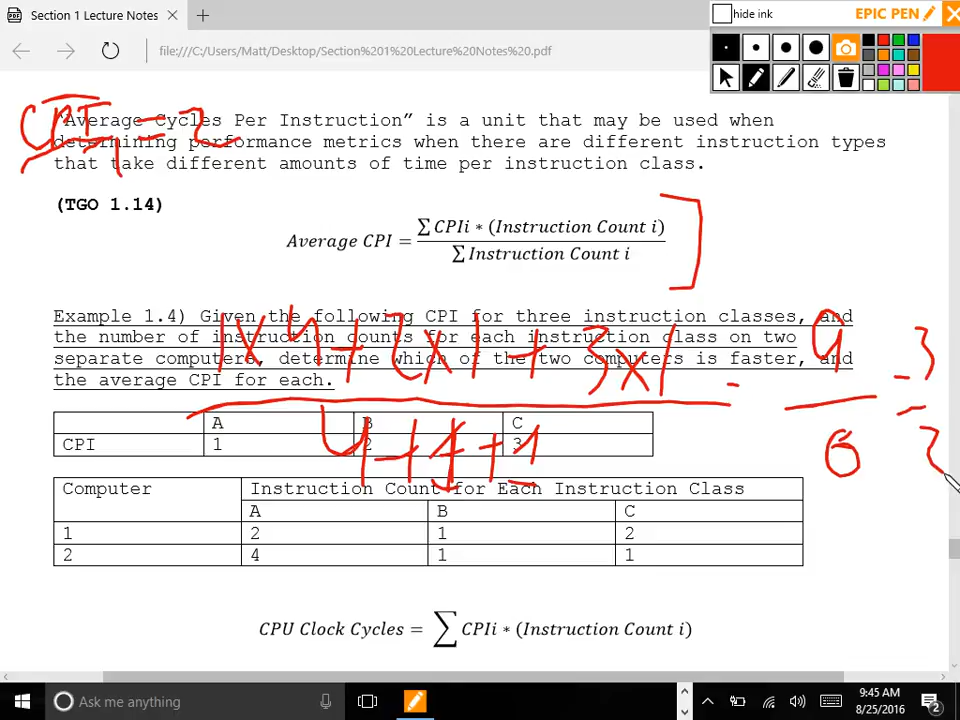 Section 1 Lecture Notes
hide ink
EPIC PEN
file:///C:/Users/Matt/Desktop/Section%201%20Lecture%20Notes%20.pdf
CPI1 = 2
"Average Cycles Per Instruction" is a unit that may be used when
determining performance metrics when there are different instruction types
that take different amounts of time per instruction class.
(TGO 1.14)
Average CPI = ∑ CPIi * (Instruction Count i)
∑ Instruction Count i
Example 1.4) Given the following CPI for three instruction classes, and
the number of instruction counts for each instruction class on two
separate computers, determine which of the two computers is faster, and
the average CPI for each.
1x4 + 2x1 + 3x1 = 9 = 3
4+1+1 6 2
A B C
CPI 1 2 3
Computer Instruction Count for Each Instruction Class
A B C
1 2 1 2
2 4 1 1
CPU Clock Cycles = ∑ CPIi * (Instruction Count i)
Ask me anything
9:45 AM
8/25/2016
2